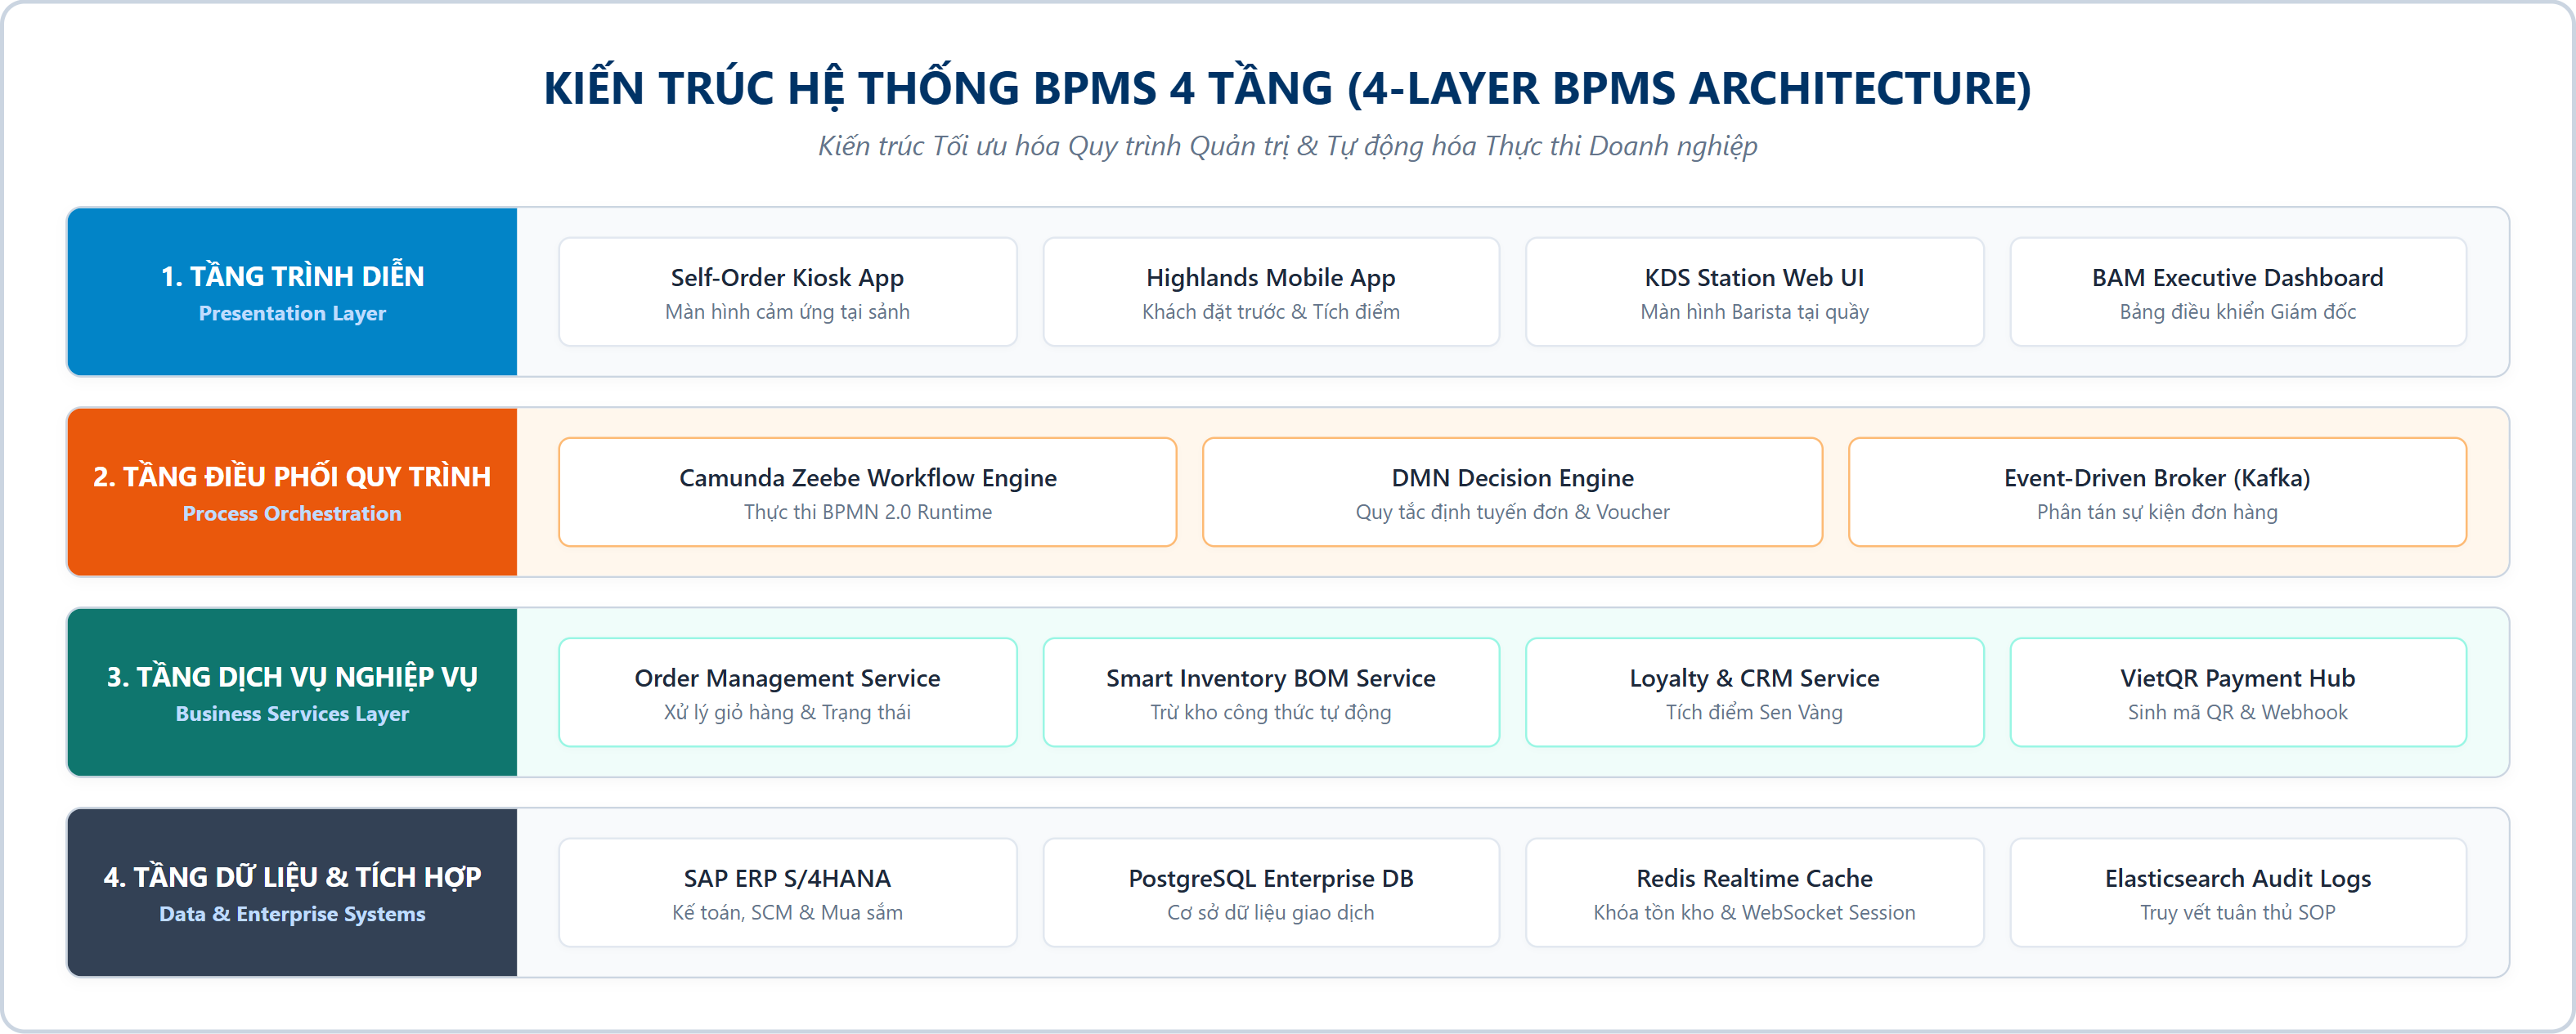 KIẾN TRÚC HỆ THỐNG BPMS 4 TẦNG (4-LAYER BPMS ARCHITECTURE)
Kiến trúc Tối ưu hóa Quy trình Quản trị & Tự động hóa Thực thi Doanh nghiệp
1. TẦNG TRÌNH DIỄN
Presentation Layer
Self-Order Kiosk App
Màn hình cảm ứng tại sảnh
Highlands Mobile App
Khách đặt trước & Tích điểm
KDS Station Web UI
Màn hình Barista tại quầy
BAM Executive Dashboard
Bảng điều khiển Giám đốc
2. TẦNG ĐIỀU PHỐI QUY TRÌNH
Process Orchestration
Camunda Zeebe Workflow Engine
Thực thi BPMN 2.0 Runtime
DMN Decision Engine
Quy tắc định tuyến đơn & Voucher
Event-Driven Broker (Kafka)
Phân tán sự kiện đơn hàng
3. TẦNG DỊCH VỤ NGHIỆP VỤ
Business Services Layer
Order Management Service
Xử lý giỏ hàng & Trạng thái
Smart Inventory BOM Service
Trừ kho công thức tự động
Loyalty & CRM Service
Tích điểm Sen Vàng
VietQR Payment Hub
Sinh mã QR & Webhook
4. TẦNG DỮ LIỆU & TÍCH HỢP
Data & Enterprise Systems
SAP ERP S/4HANA
Kế toán, SCM & Mua sắm
PostgreSQL Enterprise DB
Cơ sở dữ liệu giao dịch
Redis Realtime Cache
Khóa tồn kho & WebSocket Session
Elasticsearch Audit Logs
Truy vết tuân thủ SOP